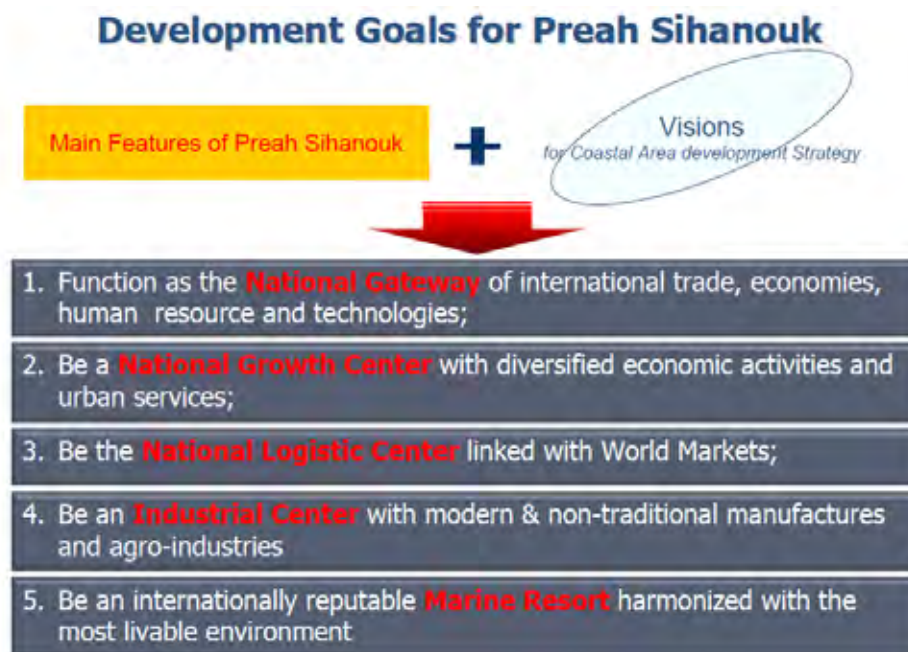 Development Goals for Preah Sihanouk
Main Features of Preah Sihanouk
+
Visions
for Coastal Area development Strategy
1. Function as the National Gateway of international trade, economies,
human resource and technologies;
2. Be a National Growth Center with diversified economic activities and
urban services;
3. Be the National Logistic Center linked with World Markets;
4. Be an Industrial Center with modern & non-traditional manufactures
and agro-industries
5. Be an internationally reputable Marine Resort harmonized with the
most livable environment